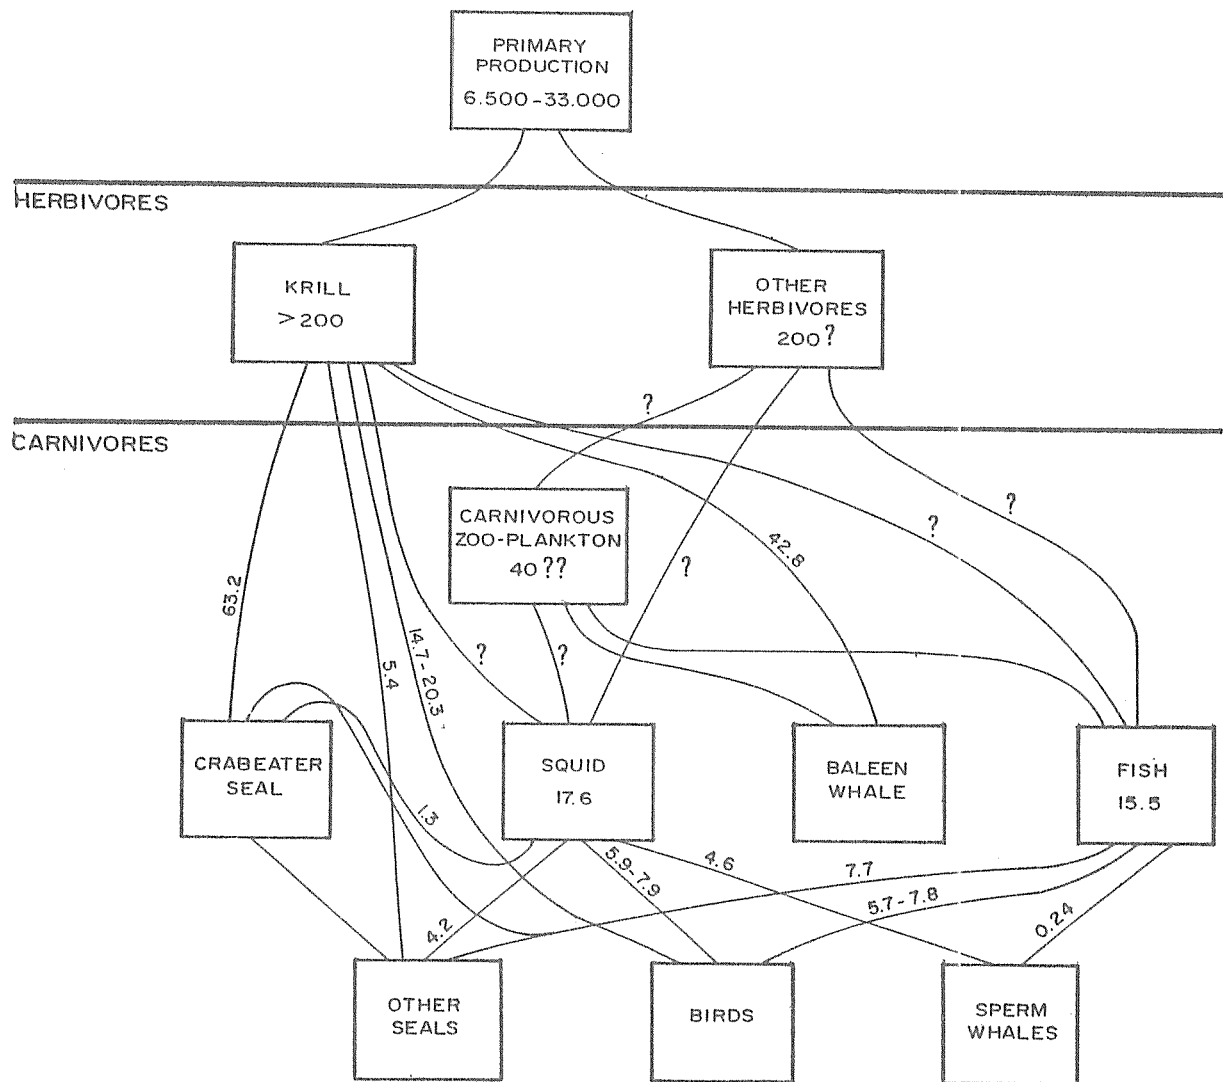 PRIMARY
PRODUCTION
6.500-33.000
HERBIVORES
KRILL
>200
OTHER
HERBIVORES
200?
?
CARNIVORES
CARNIVOROUS
ZOO-PLANKTON
40??
?
?
42.8
?
63.2
5.4
14.7-20.3
?
?
CRABEATER
SEAL
SQUID
17.6
BALEEN
WHALE
FISH
15.5
1.3
4.2
5.9-7.9
4.6
7.7
5.7-7.8
0.24
OTHER
SEALS
BIRDS
SPERM
WHALES